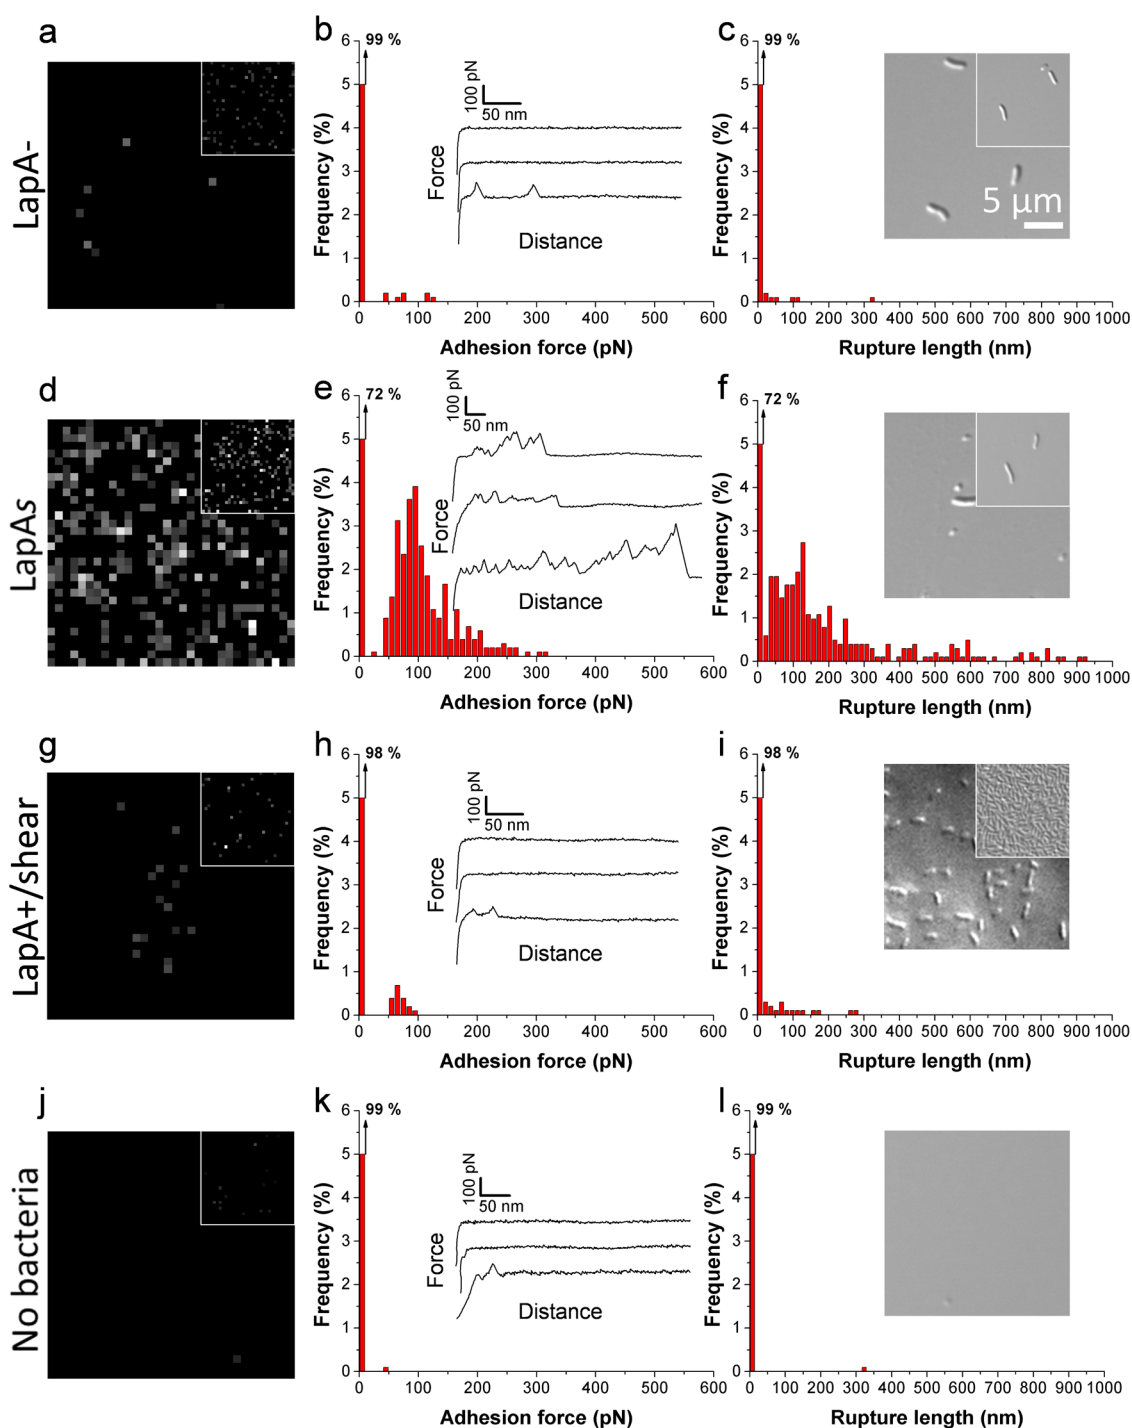 a
LapA-
b
99 %
Frequency (%)
6
5
4
3
2
1
0
100 pN
50 nm
Force
Distance
0 100 200 300 400 500 600
Adhesion force (pN)
c
99 %
Frequency (%)
6
5
4
3
2
1
0
5 µm
0 100 200 300 400 500 600 700 800 900 1000
Rupture length (nm)
d
LapAs
e
72 %
Frequency (%)
6
5
4
3
2
1
0
100 pN
50 nm
Force
Distance
0 100 200 300 400 500 600
Adhesion force (pN)
f
72 %
Frequency (%)
6
5
4
3
2
1
0
0 100 200 300 400 500 600 700 800 900 1000
Rupture length (nm)
g
LapA+/shear
h
98 %
Frequency (%)
6
5
4
3
2
1
0
100 pN
50 nm
Force
Distance
0 100 200 300 400 500 600
Adhesion force (pN)
i
98 %
Frequency (%)
6
5
4
3
2
1
0
0 100 200 300 400 500 600 700 800 900 1000
Rupture length (nm)
j
No bacteria
k
99 %
Frequency (%)
6
5
4
3
2
1
0
100 pN
50 nm
Force
Distance
0 100 200 300 400 500 600
Adhesion force (pN)
l
99 %
Frequency (%)
6
5
4
3
2
1
0
0 100 200 300 400 500 600 700 800 900 1000
Rupture length (nm)